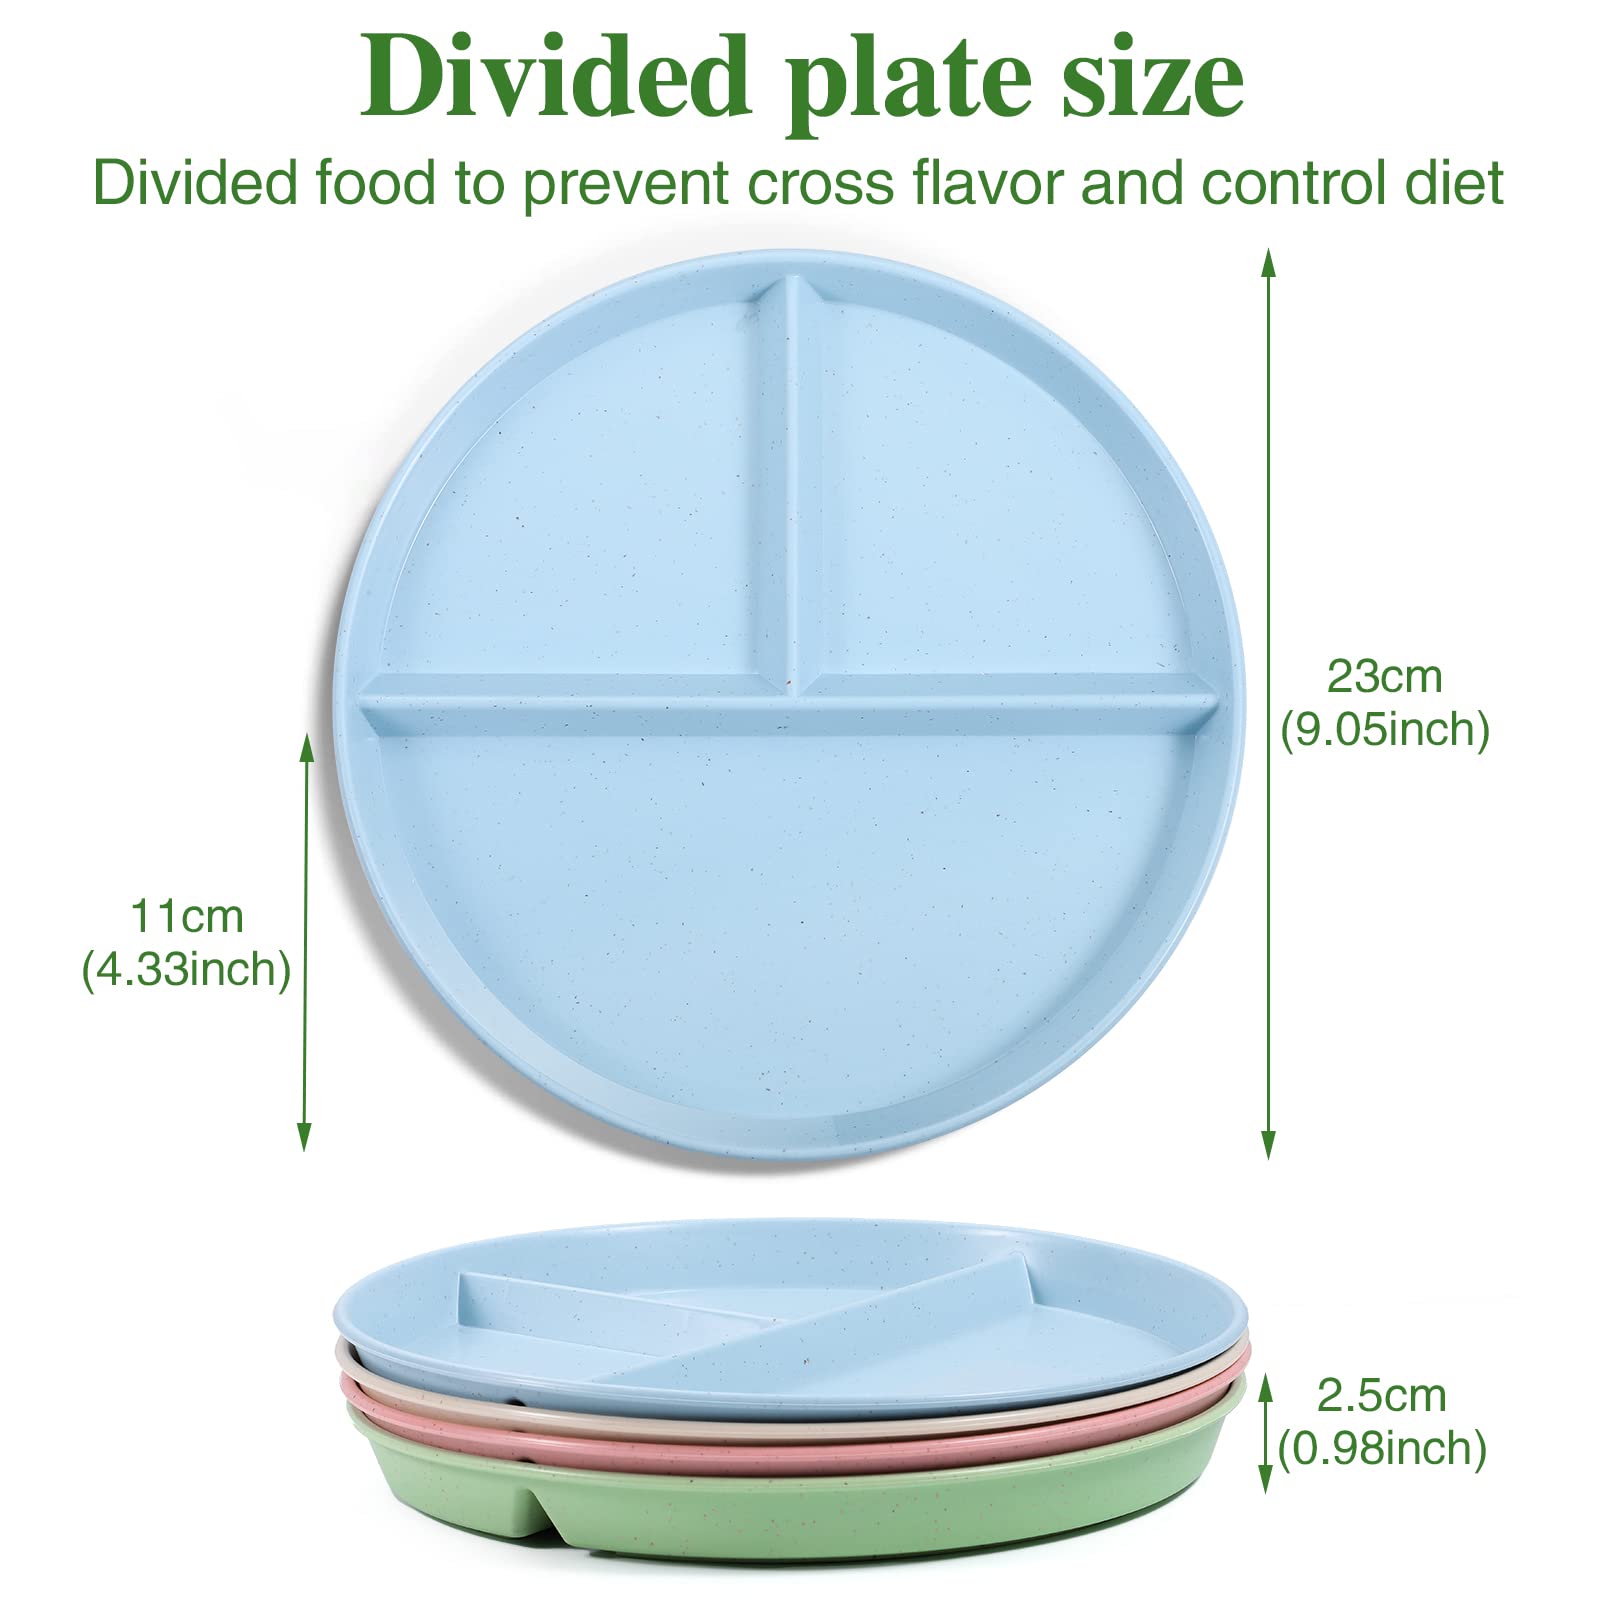 Divided plate size
Divided food to prevent cross flavor and control diet
23cm
(9.05inch)
11cm
(4.33inch)
2.5cm
(0.98inch)